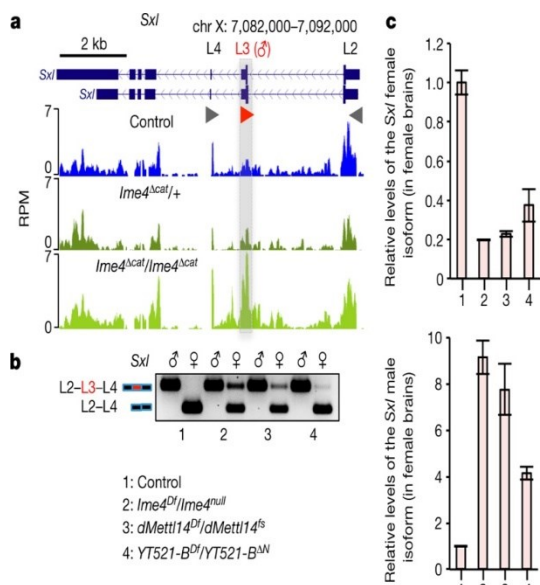 a
Sxl
chr X: 7,082,000–7,092,000
2 kb
L4 L3 (♂) L2
Sxl
Sxl
Control
7
0
Ime4Δcat/+
7
0
RPM
Ime4Δcat/Ime4Δcat
7
0
b
Sxl ♂ ♀ ♂ ♀ ♂ ♀ ♂ ♀
L2–L3–L4
L2–L4
1 2 3 4
1: Control
2: Ime4Df/Ime4null
3: dMettl14Df/dMettl14fs
4: YT521-BDf/YT521-BΔN
c
Relative levels of the Sxl female
isoform (in female brains)
1.2
1.0
0.8
0.6
0.4
0.2
0
1 2 3 4
Relative levels of the Sxl male
isoform (in female brains)
10
8
6
4
2
0